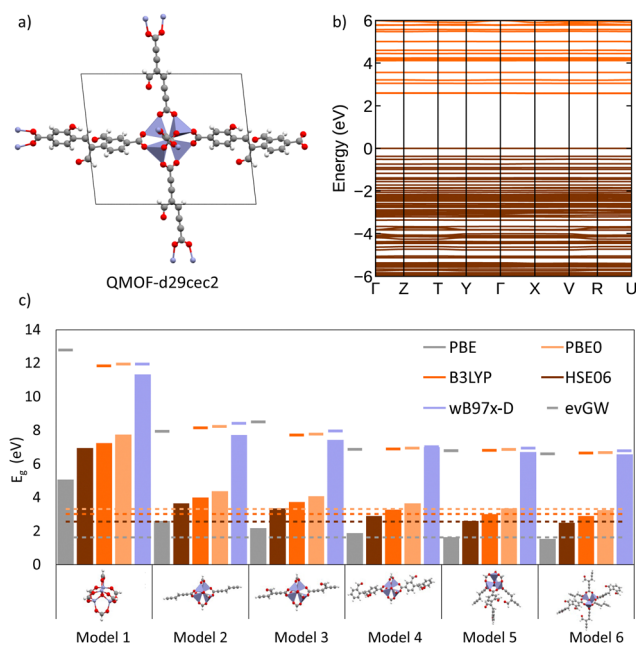 a)
b)
QMOF-d29cec2
Energy (eV)
6
4
2
0
−2
−4
−6
Γ Z T Y Γ X V R U
c)
E_g (eV)
14
12
10
8
6
4
2
0
PBE PBE0
B3LYP HSE06
wB97x-D evGW
Model 1 Model 2 Model 3 Model 4 Model 5 Model 6